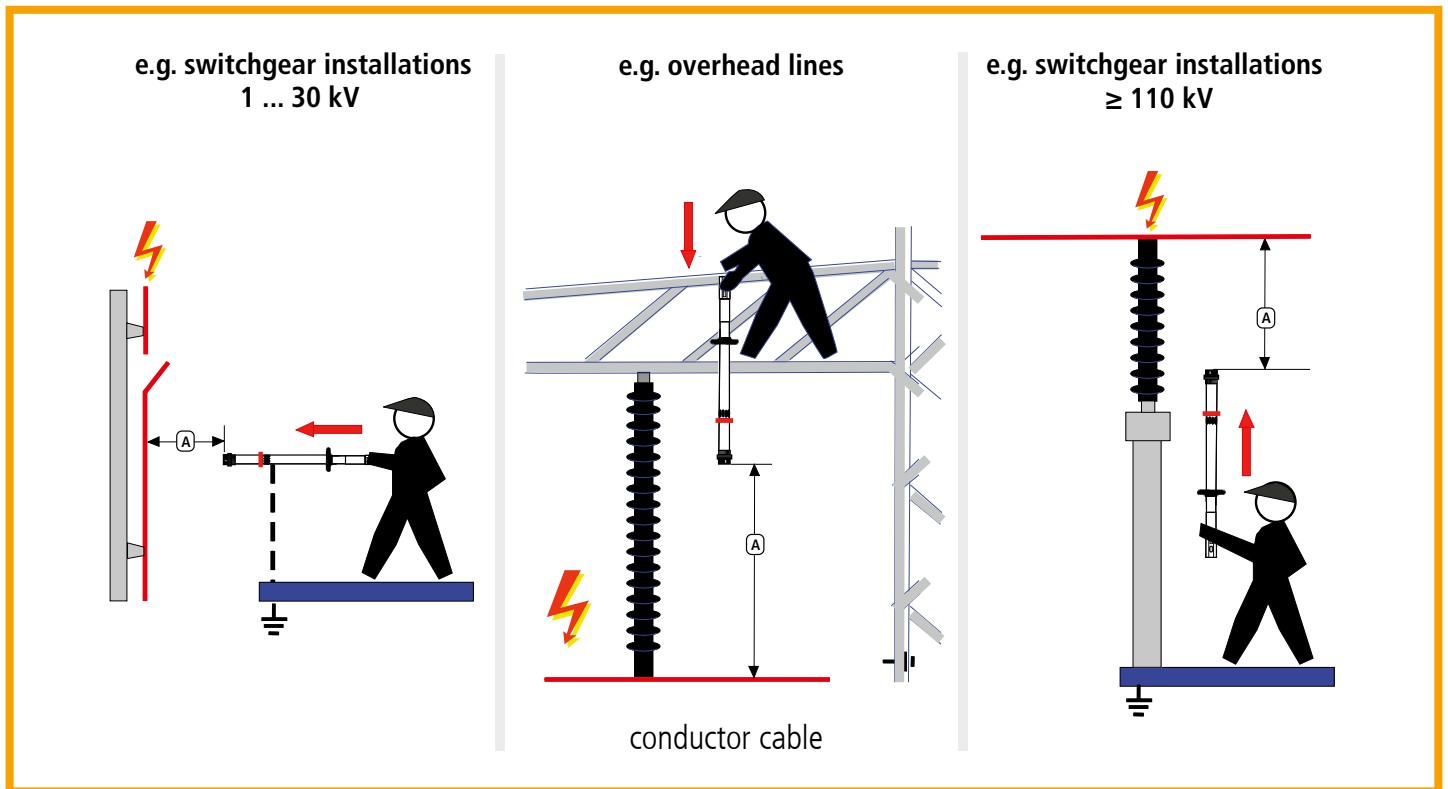 e.g. switchgear installations
1 ... 30 kV
A
e.g. overhead lines
A
conductor cable
e.g. switchgear installations
≥ 110 kV
A